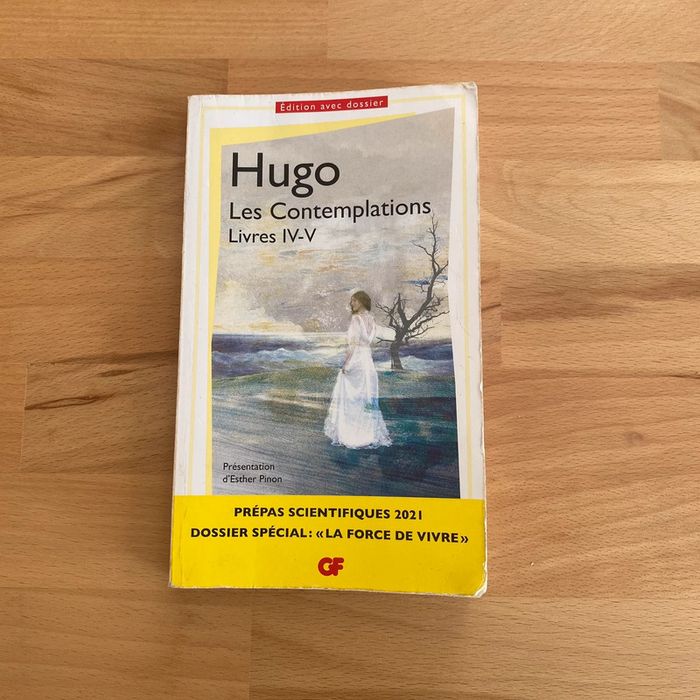 Édition avec dossier
Hugo
Les Contemplations
Livres IV-V
Présentation
d'Esther Pinon
PRÉPAS SCIENTIFIQUES 2021
DOSSIER SPÉCIAL : « LA FORCE DE VIVRE »
GF